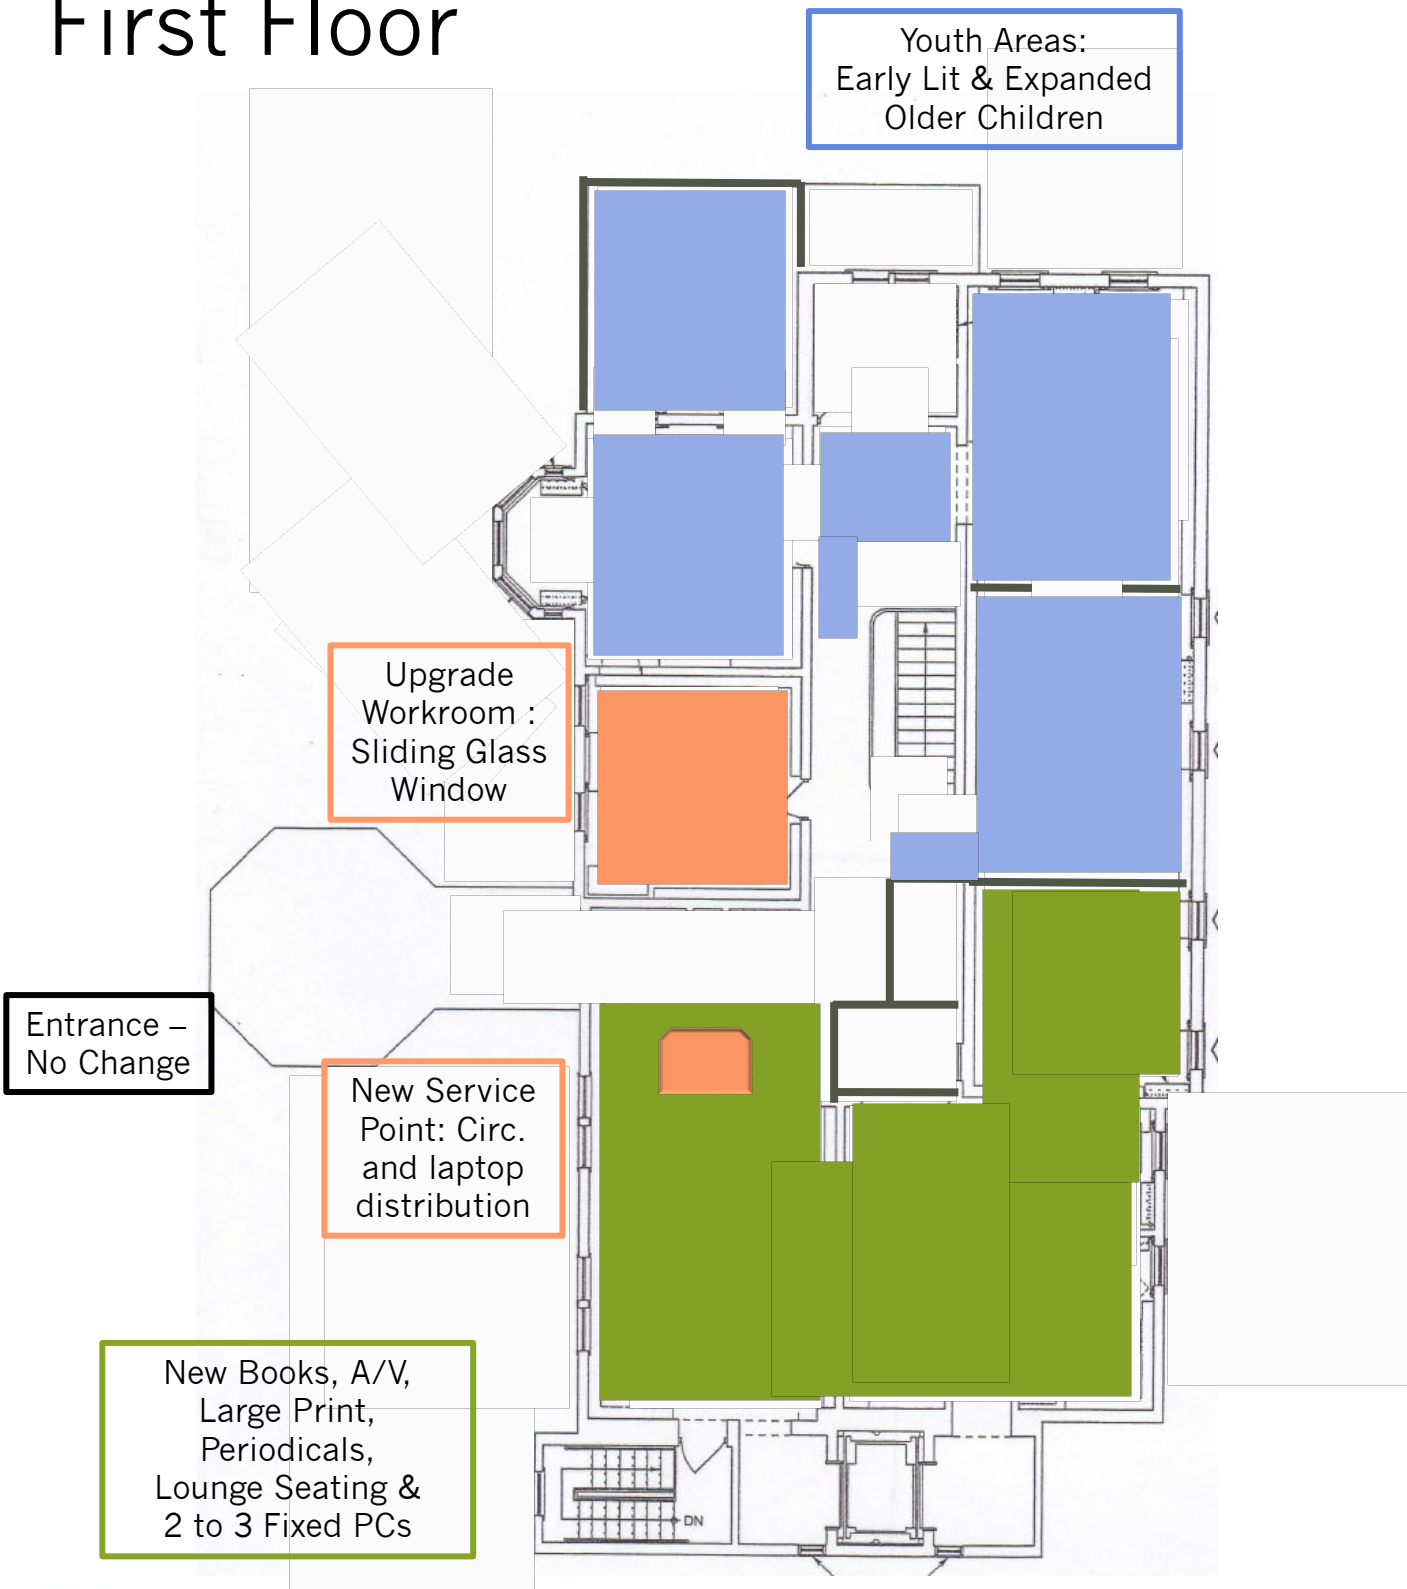 First Floor
Youth Areas:
Early Lit & Expanded
Older Children
Upgrade
Workroom :
Sliding Glass
Window
Entrance –
No Change
New Service
Point: Circ.
and laptop
distribution
New Books, A/V,
Large Print,
Periodicals,
Lounge Seating &
2 to 3 Fixed PCs
DN